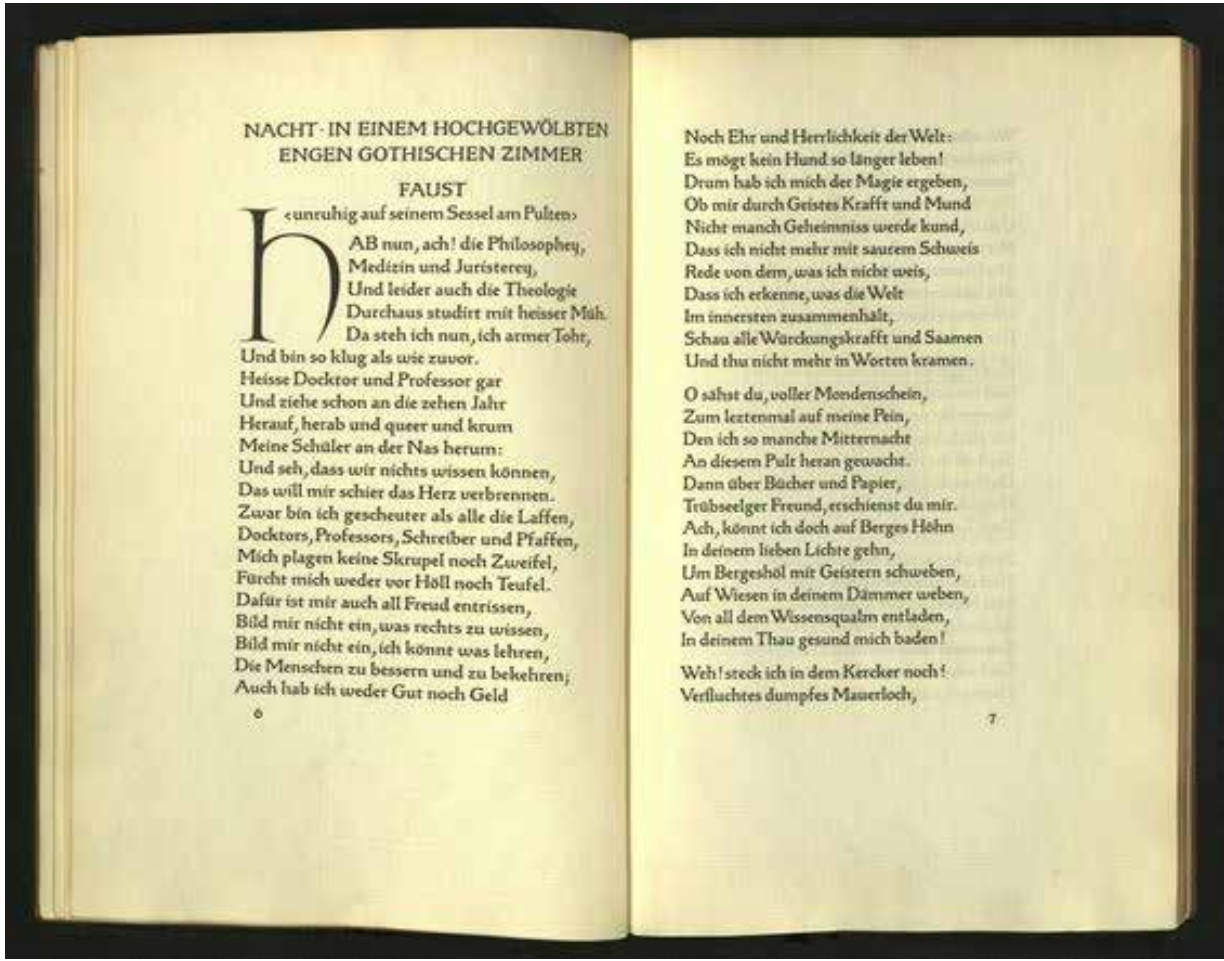 NACHT · IN EINEM HOCHGEWÖLBTEN
ENGEN GOTHISCHEN ZIMMER
FAUST
‹unruhig auf seinem Sessel am Pulten›
hAB nun, ach! die Philosophey,
Medizin und Juristerey,
Und leider auch die Theologie
Durchaus studirt mit heisser Müh.
Da steh ich nun, ich armer Tohr,
Und bin so klug als wie zuvor.
Heisse Docktor und Professor gar
Und ziehe schon an die zehen Jahr
Herauf, herab und queer und krum
Meine Schüler an der Nas herum:
Und seh, dass wir nichts wissen können,
Das will mir schier das Herz verbrennen.
Zwar bin ich gescheuter als alle die Laffen,
Docktors, Professors, Schreiber und Pfaffen,
Mich plagen keine Skrupel noch Zweifel,
Fürcht mich weder vor Höll noch Teufel.
Dafür ist mir auch all Freud entrissen,
Bild mir nicht ein, was rechts zu wissen,
Bild mir nicht ein, ich könnt was lehren,
Die Menschen zu bessern und zu bekehren;
Auch hab ich weder Gut noch Geld
6
Noch Ehr und Herrlichkeit der Welt:
Es mögt kein Hund so länger leben!
Drum hab ich mich der Magie ergeben,
Ob mir durch Geistes Krafft und Mund
Nicht manch Geheimniss werde kund,
Dass ich nicht mehr mit saurem Schweis
Rede von dem, was ich nicht weis,
Dass ich erkenne, was die Welt
Im innersten zusammenhält,
Schau alle Würckungskrafft und Saamen
Und thu nicht mehr in Worten kramen.
O sähst du, voller Mondenschein,
Zum leztenmal auf meine Pein,
Den ich so manche Mitternacht
An diesem Pult heran gewacht.
Dann über Bücher und Papier,
Trübseelger Freund, erschienst du mir.
Ach, könnt ich doch auf Berges Höhn
In deinem lieben Lichte gehn,
Um Bergeshöl mit Geistern schweben,
Auf Wiesen in deinem Dämmer weben,
Von all dem Wissensqualm entladen,
In deinem Thau gesund mich baden!
Weh! steck ich in dem Kercker noch?
Verfluchtes dumpfes Mauerloch,
7